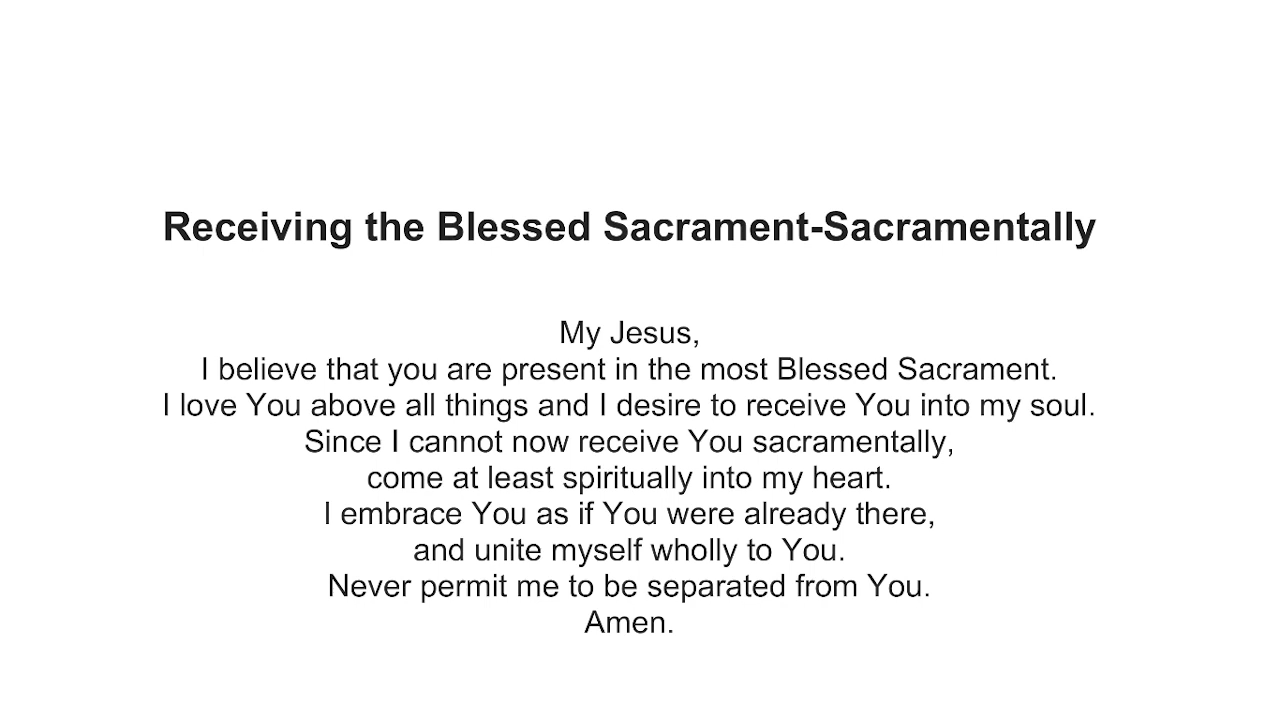 Receiving the Blessed Sacrament-Sacramentally
My Jesus,
I believe that you are present in the most Blessed Sacrament.
I love You above all things and I desire to receive You into my soul.
Since I cannot now receive You sacramentally,
come at least spiritually into my heart.
I embrace You as if You were already there,
and unite myself wholly to You.
Never permit me to be separated from You.
Amen.